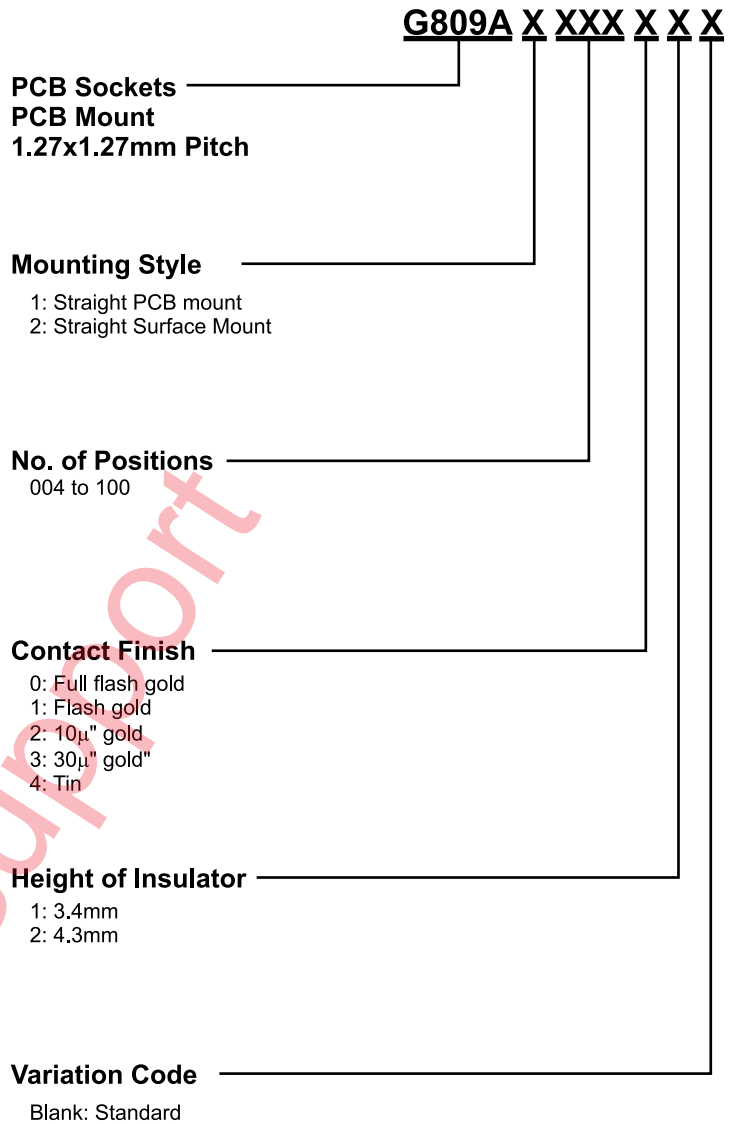 G809A X XXX X X X
PCB Sockets
PCB Mount
1.27x1.27mm Pitch
Mounting Style
1: Straight PCB mount
2: Straight Surface Mount
No. of Positions
004 to 100
Contact Finish
0: Full flash gold
1: Flash gold
2: 10µ" gold
3: 30µ" gold"
4: Tin
Height of Insulator
1: 3.4mm
2: 4.3mm
Variation Code
Blank: Standard
upport